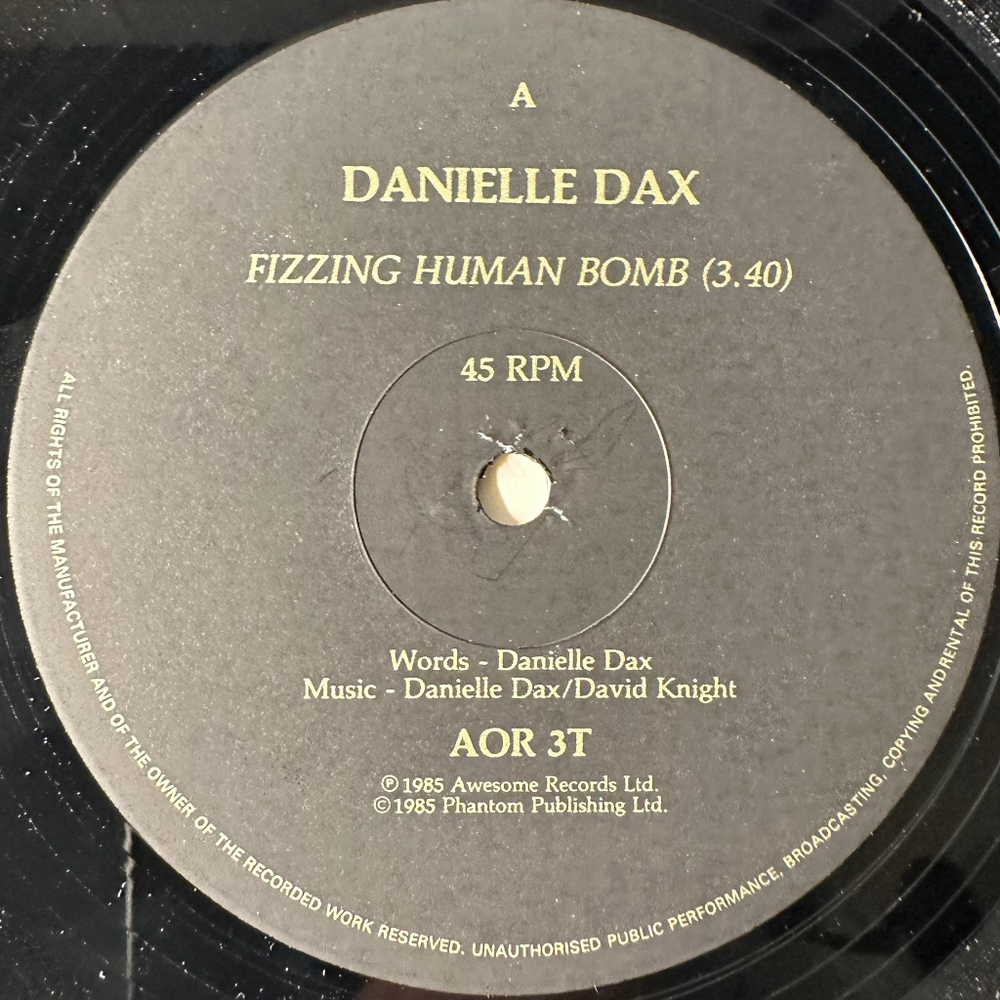 A
DANIELLE DAX
FIZZING HUMAN BOMB (3.40)
45 RPM
Words - Danielle Dax
Music - Danielle Dax/David Knight
AOR 3T
Ⓟ 1985 Awesome Records Ltd.
© 1985 Phantom Publishing Ltd.
ALL RIGHTS OF THE MANUFACTURER AND OF THE OWNER OF THE RECORDED WORK RESERVED. UNAUTHORISED PUBLIC PERFORMANCE, BROADCASTING, COPYING AND RENTAL OF THIS RECORD PROHIBITED.